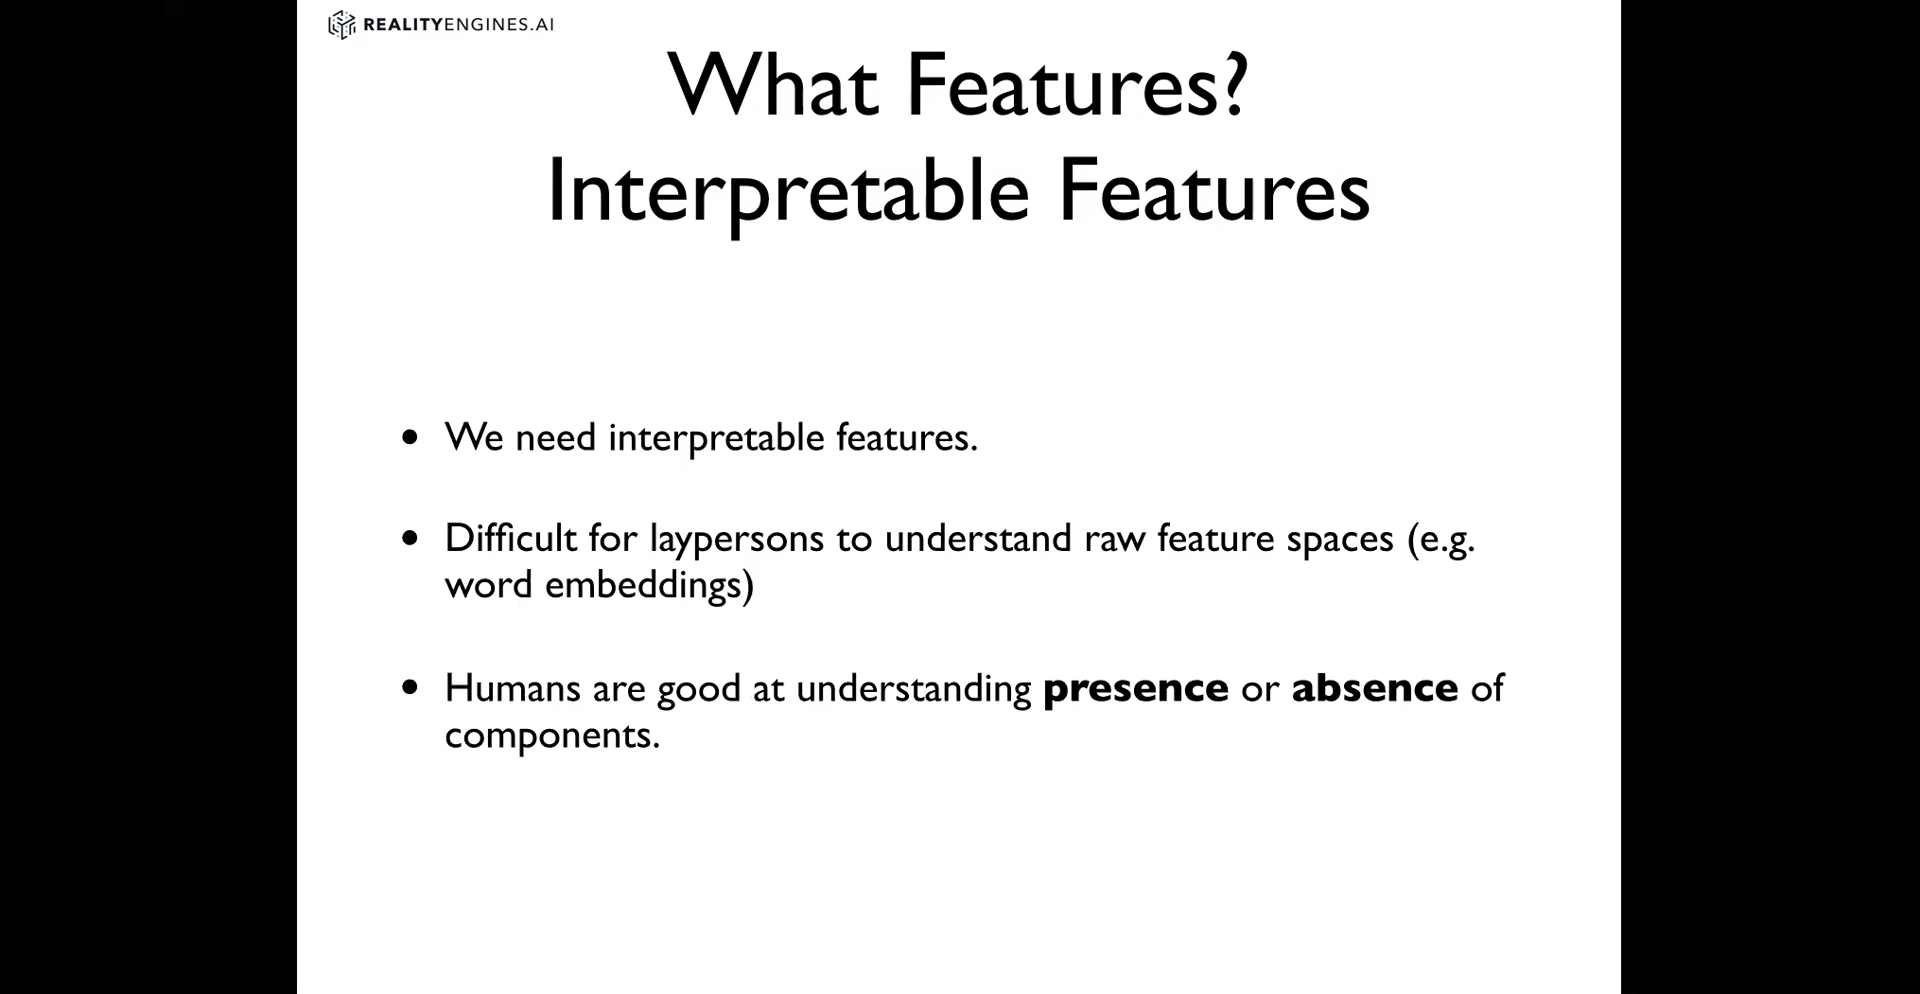 REALITYENGINES.AI
What Features?
Interpretable Features
• We need interpretable features.
• Difficult for laypersons to understand raw feature spaces (e.g.
word embeddings)
• Humans are good at understanding presence or absence of
components.